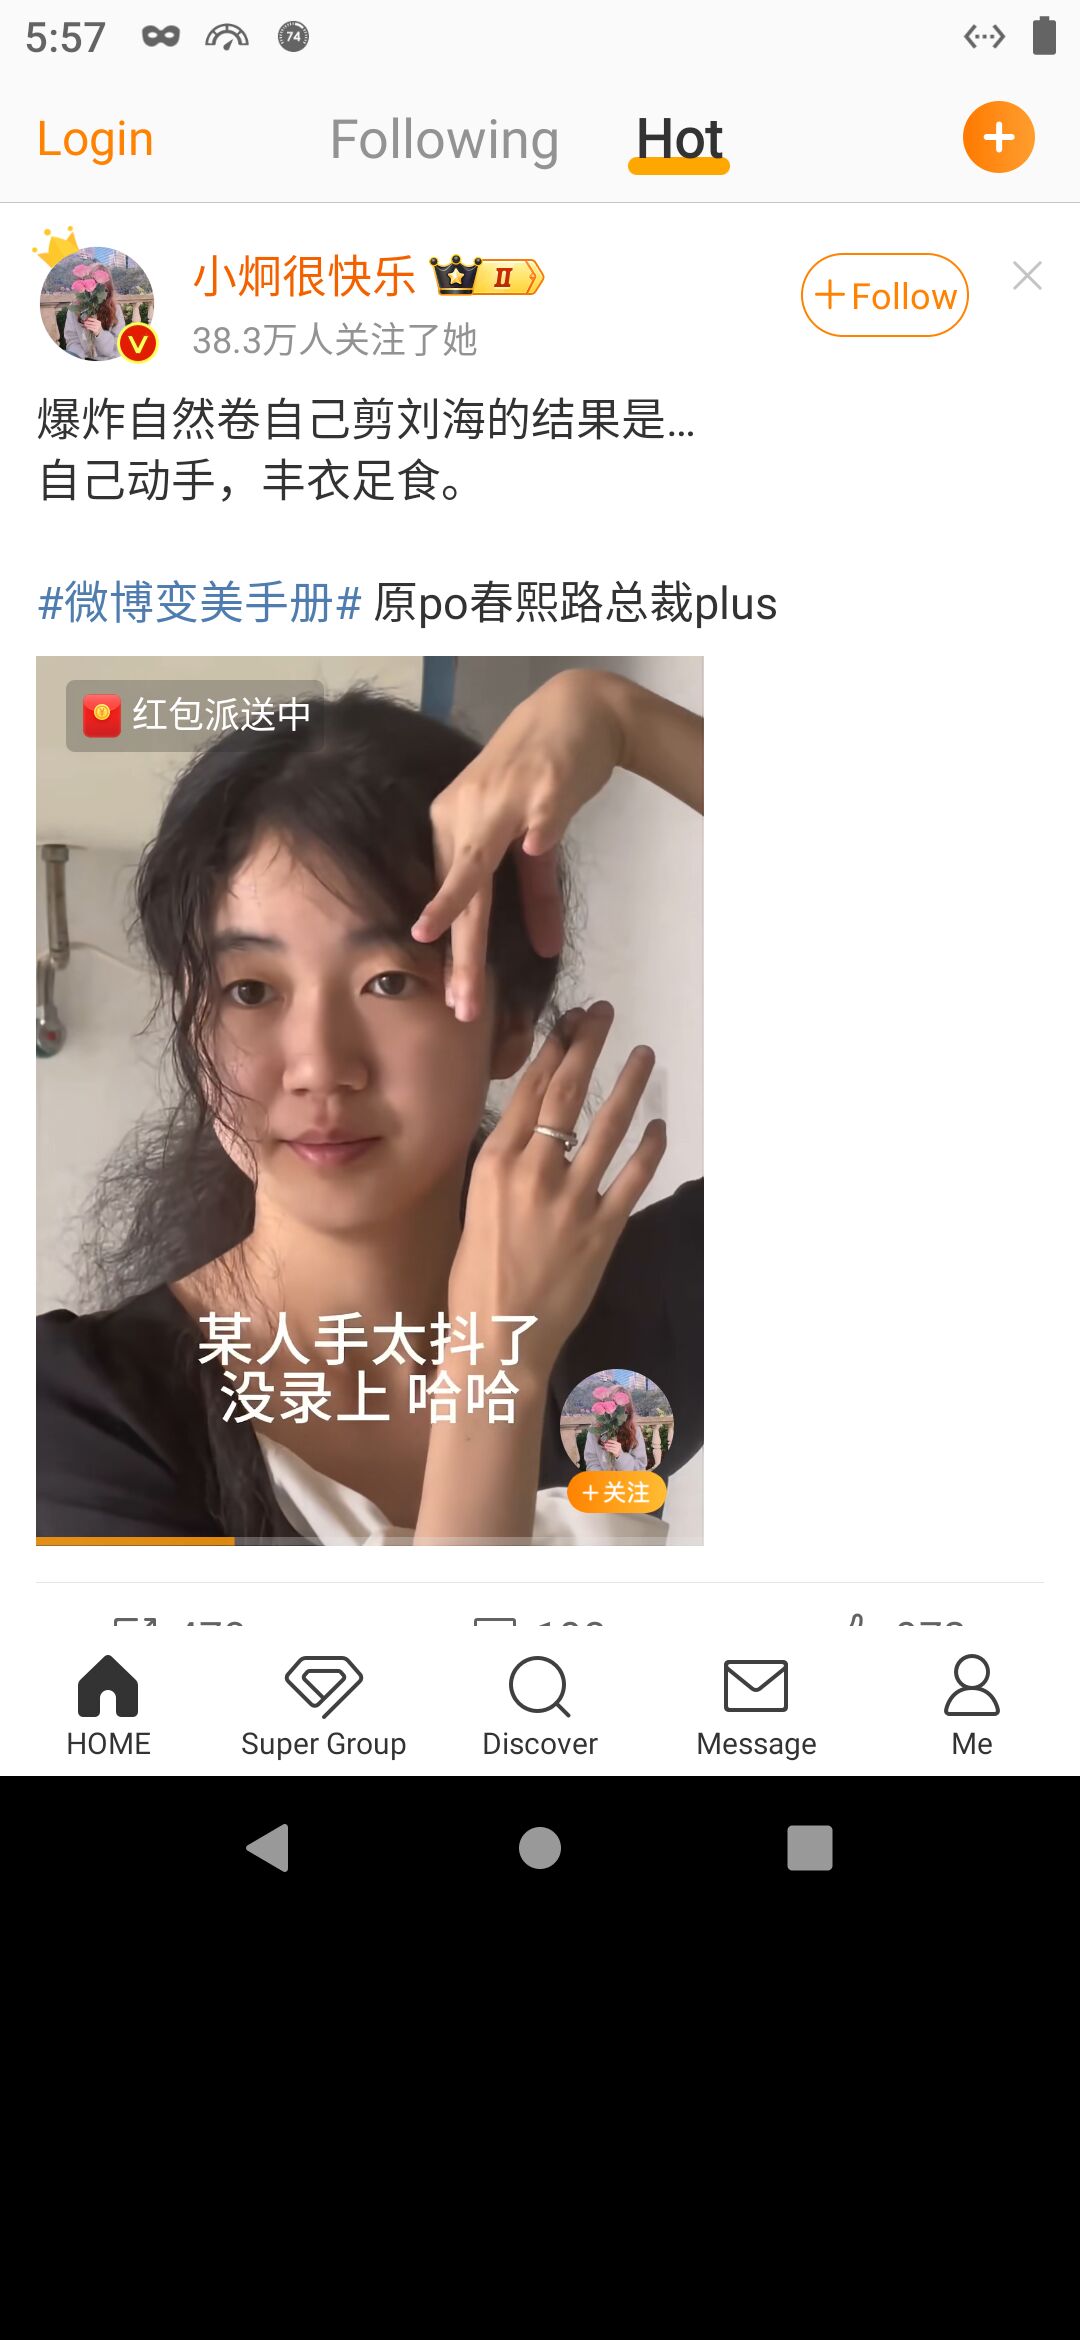 5:57
74
Login
Following
Hot
小炯很快乐
II
+Follow
38.3万人关注了她
爆炸自然卷自己剪刘海的结果是...
自己动手，丰衣足食。
#微博变美手册# 原po春熙路总裁plus
红包派送中
某人手太抖了
没录上 哈哈
+关注
HOME
Super Group
Discover
Message
Me